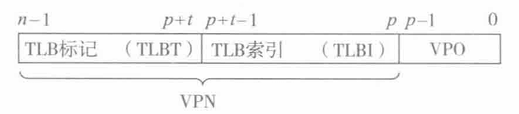 n-1 p+t p+t-1 p p-1 0
TLB标记 (TLBT) TLB索引 (TLBI) VPO
VPN